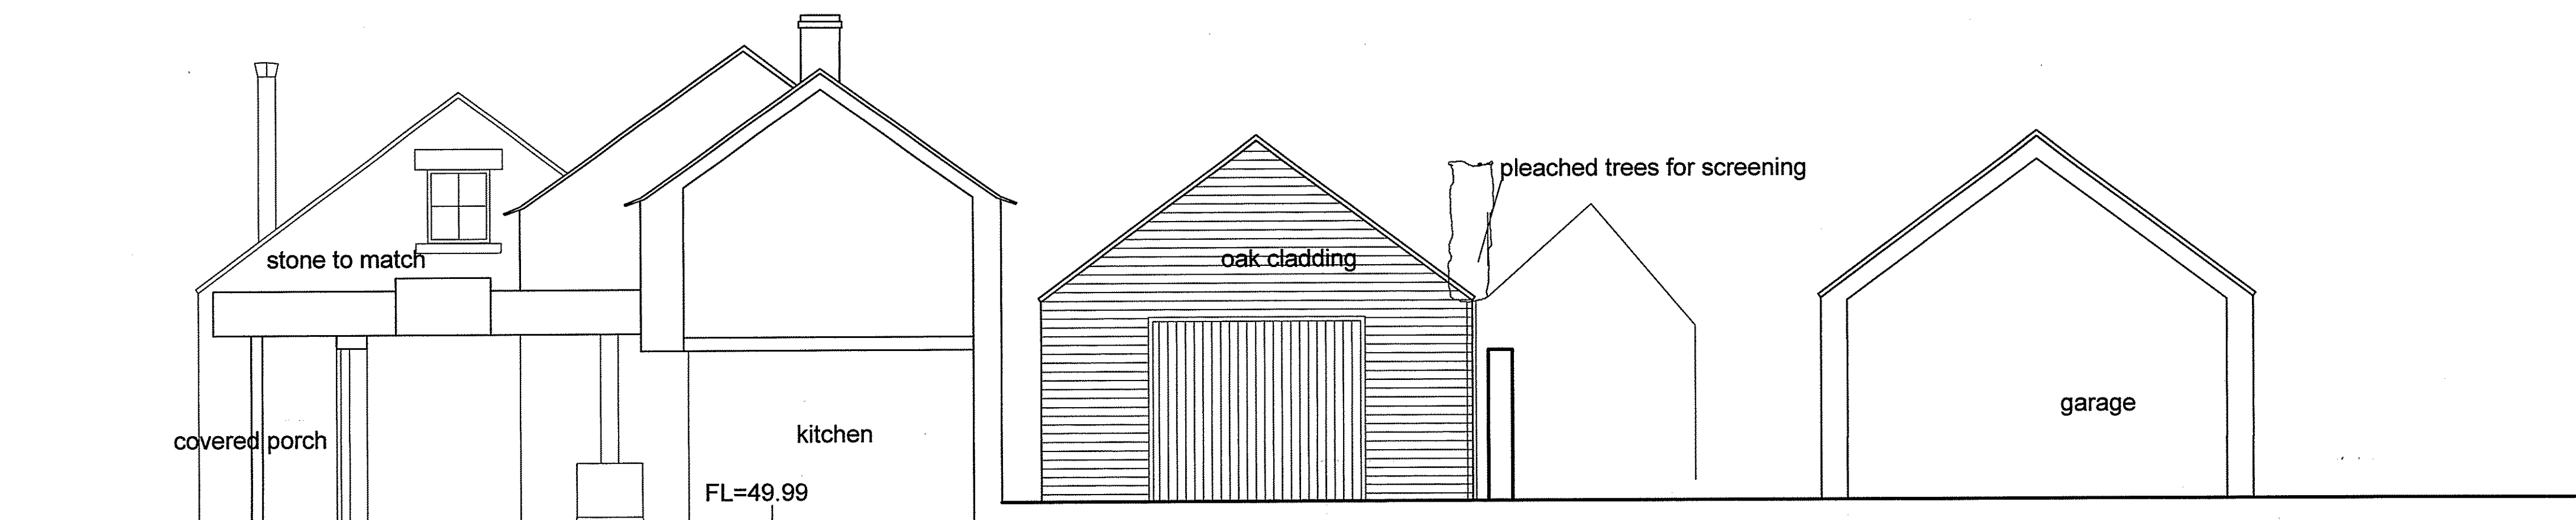 pleached trees for screening
stone to match
oak cladding
garage
covered porch
kitchen
FL=49.99